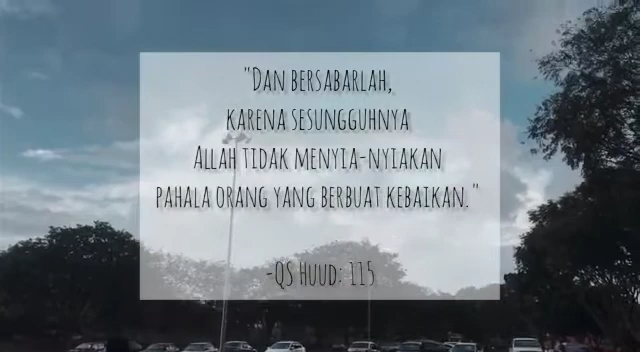 "Dan bersabarlah,
karena sesungguhnya
Allah tidak menyia-nyiakan
pahala orang yang berbuat kebaikan."
-QS Huud: 115